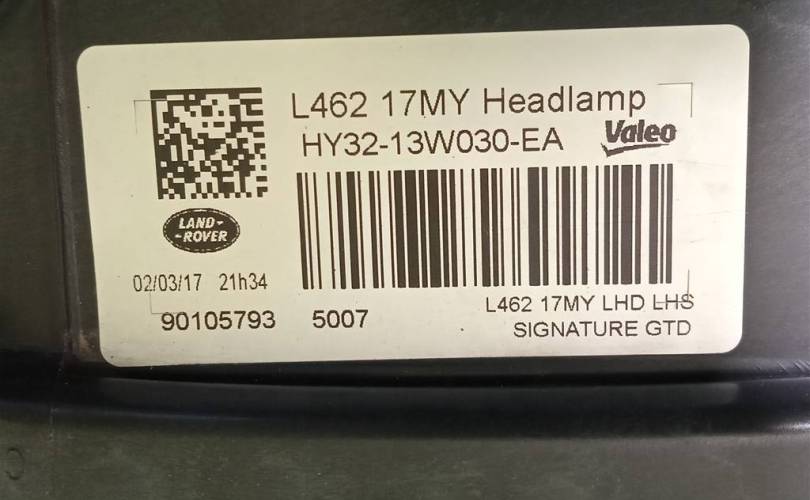 L462 17MY Headlamp
HY32-13W030-EA Valeo
LAND-
-ROVER
02/03/17 21h34
90105793 5007
L462 17MY LHD LHS
SIGNATURE GTD